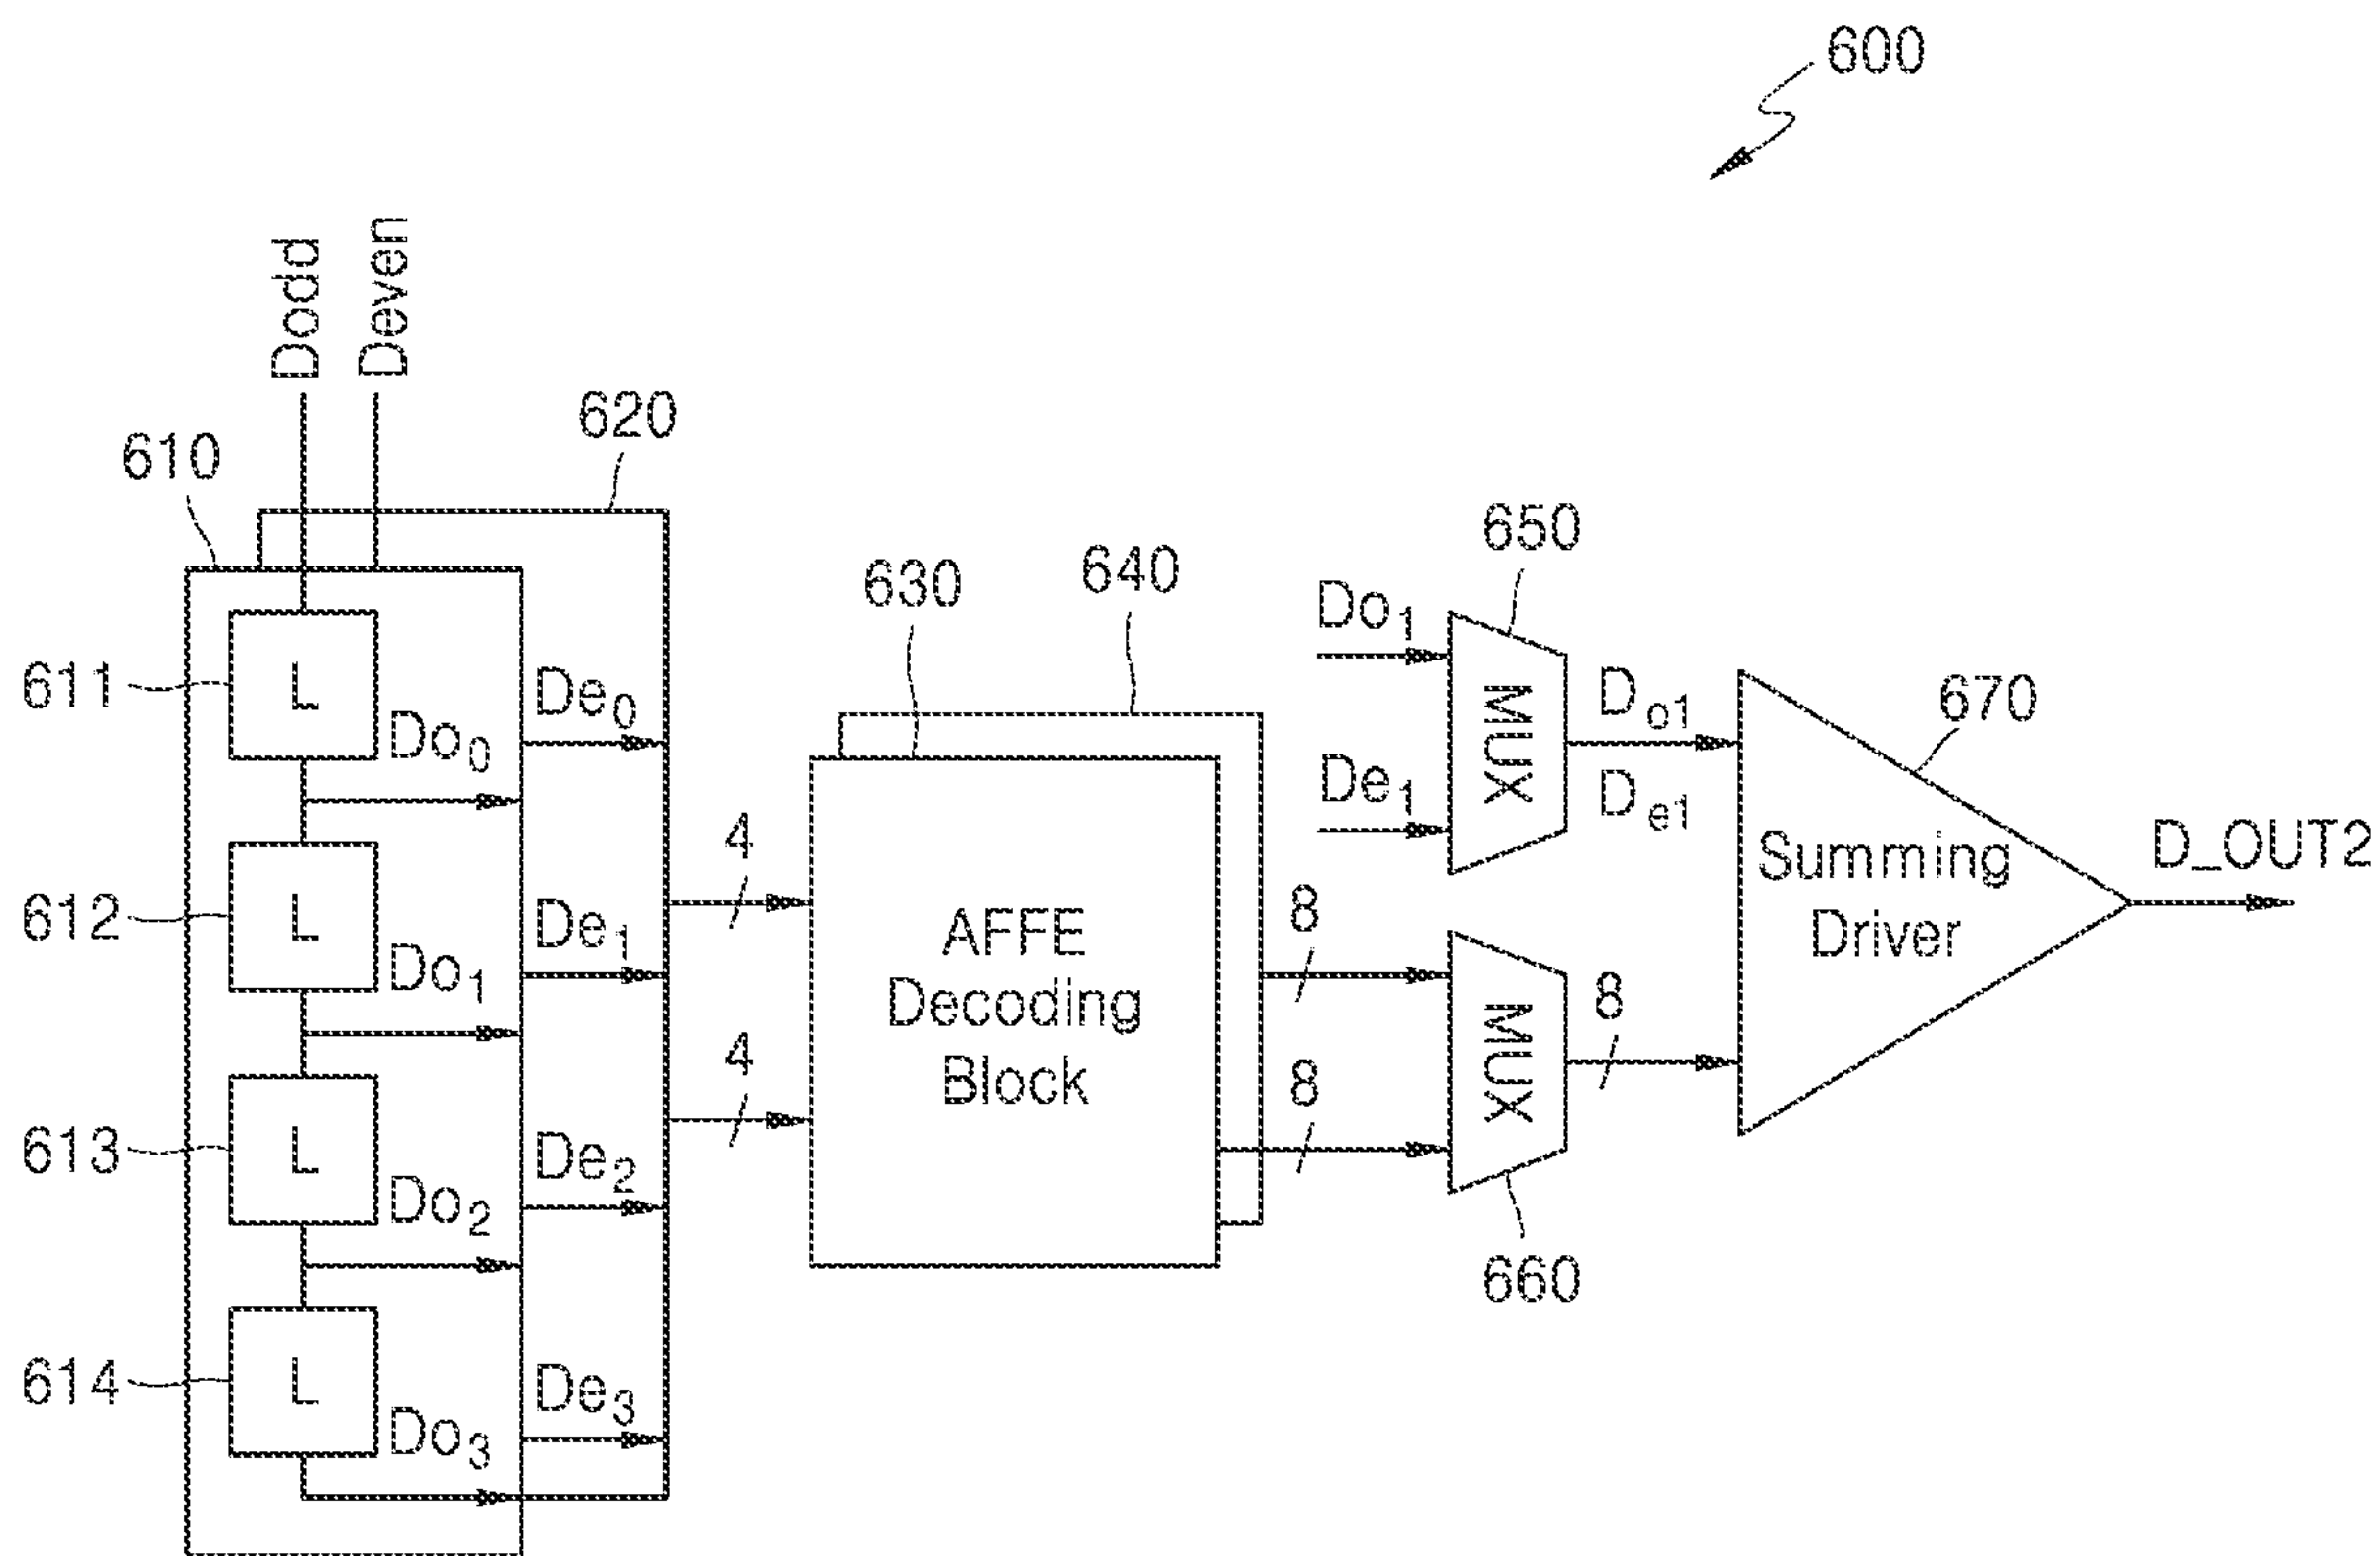 600
Dodd
Deven
620
610
650
640
630
Do1
611
L
De0
Do0
MUX
Do1
670
De1
De1
D_OUT2
4
Summing
Driver
612
L
De1
Do1
AFFE
Decoding
Block
8
8
MUX
4
8
613
L
De2
Do2
660
614
L
De3
Do3